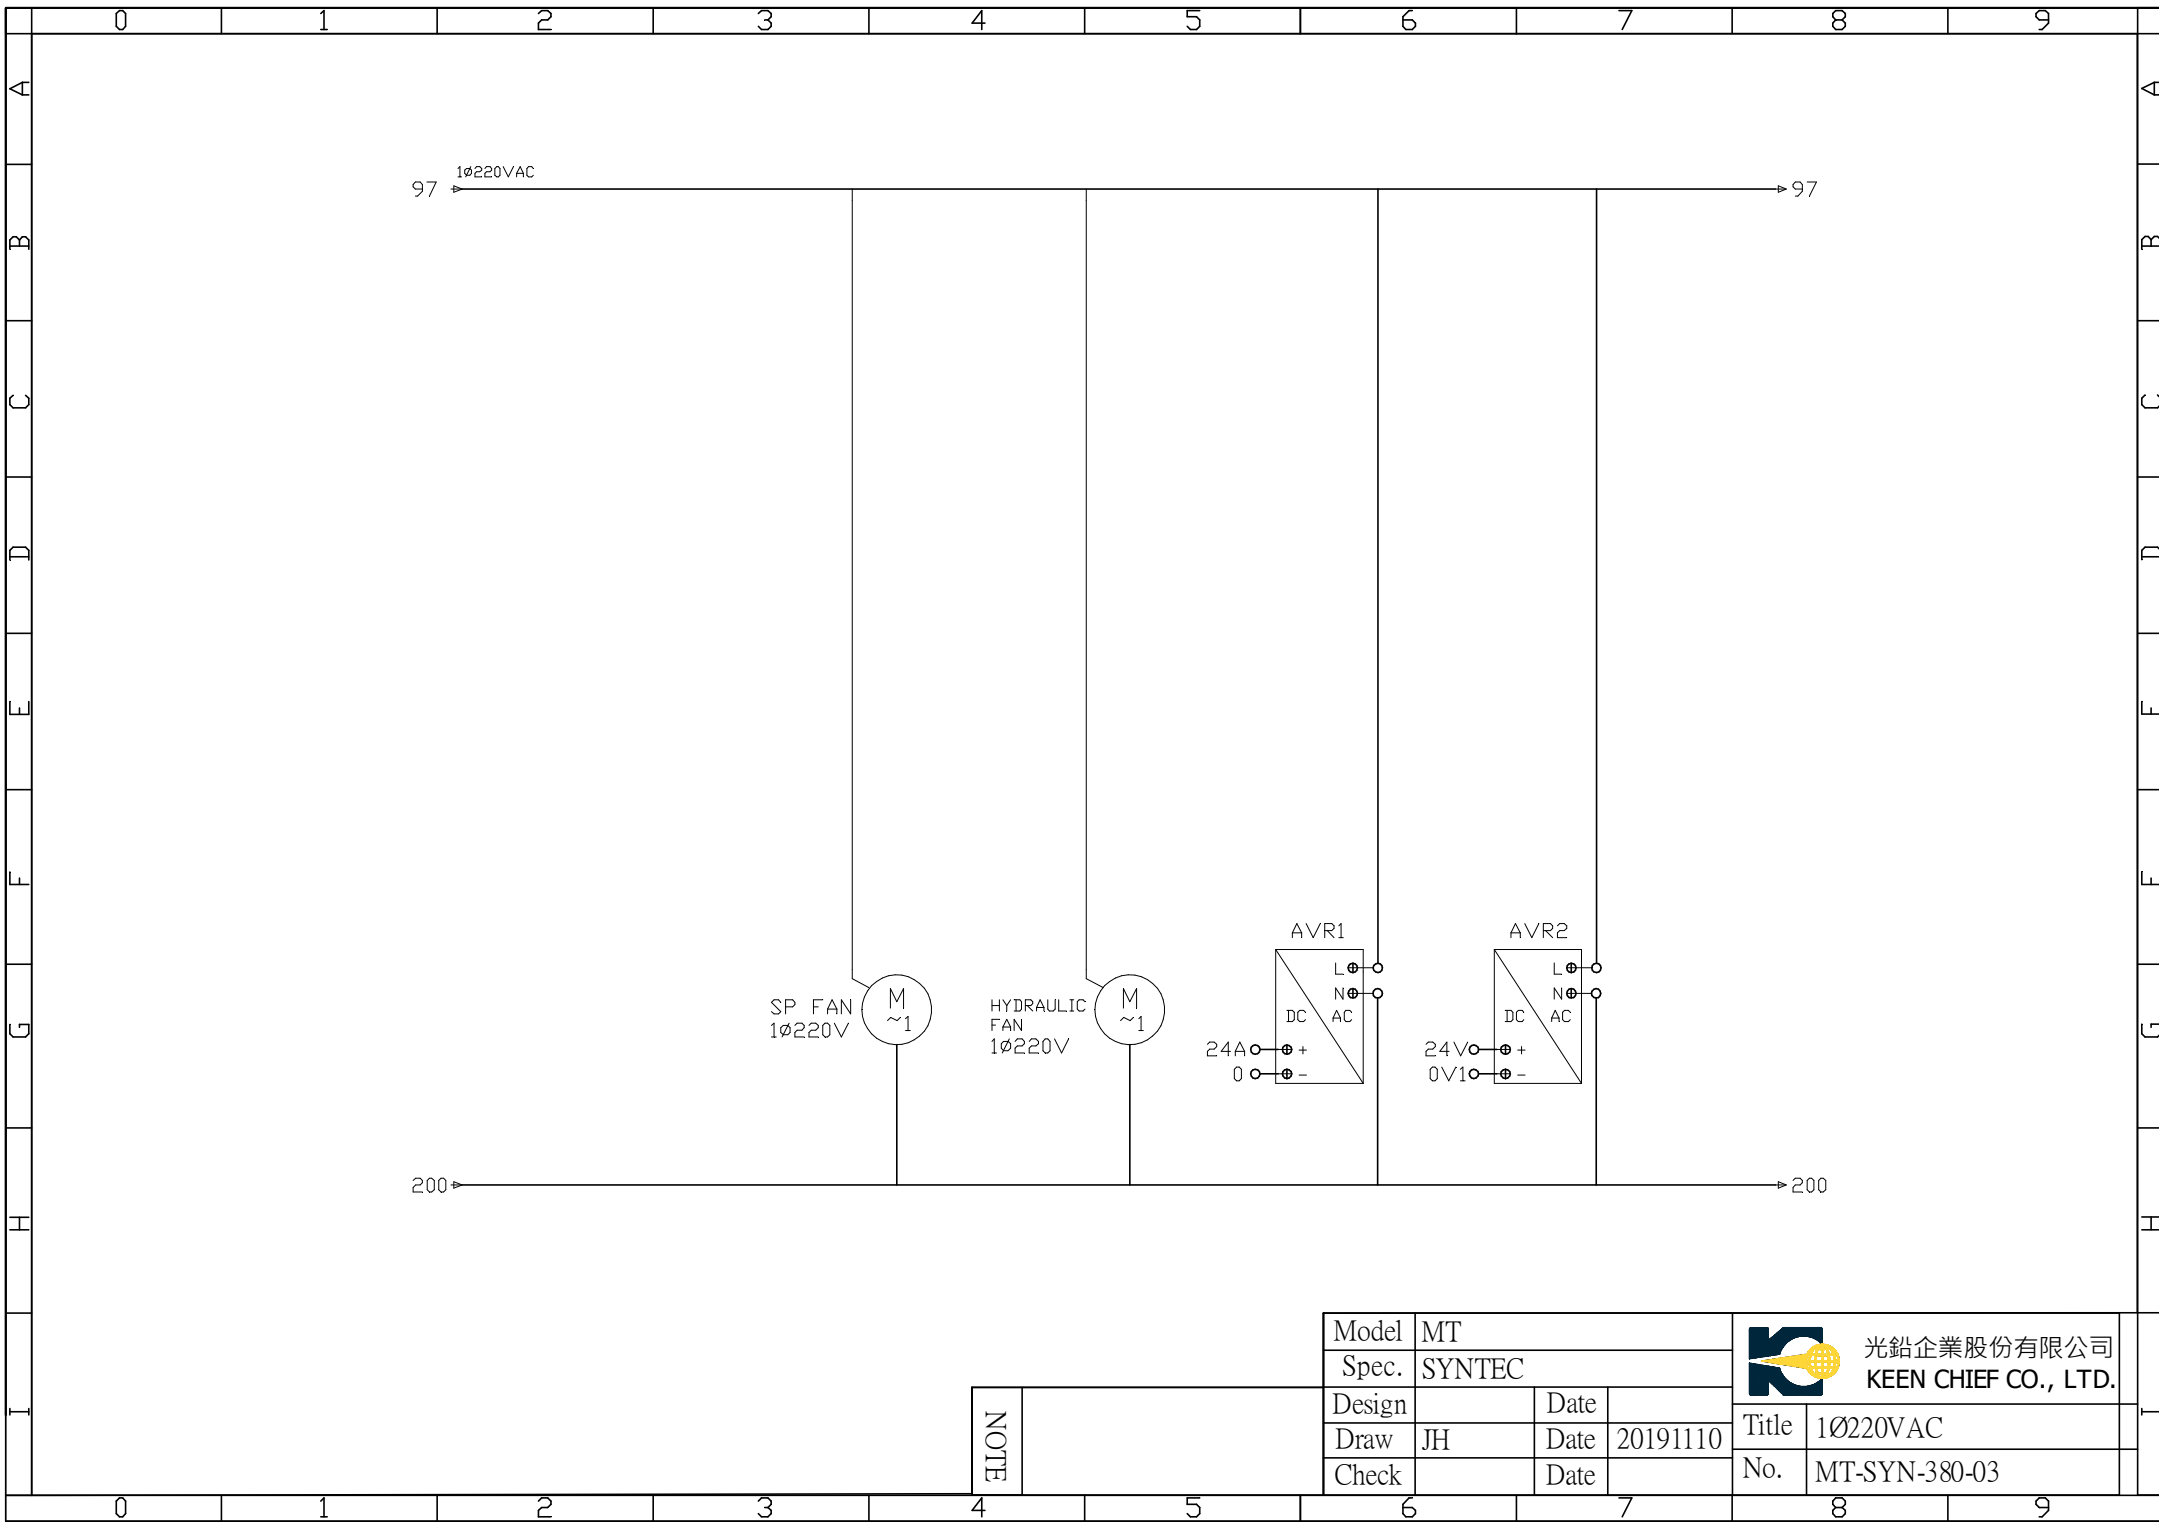 0 1 2 3 4 5 6 7 8 9
A A
1ø220VAC
97 97
B B
C C
D D
E E
F F
AVR1 AVR2
L L
SP FAN M HYDRAULIC M N N
1ø220V ~1 FAN ~1 DC AC DC AC
1ø220V
G G
24A + 24V +
0 - 0V1 -
200 200
H H
Model MT
光鉛企業股份有限公司
Spec. SYNTEC
KEEN CHIEF CO., LTD.
I I
NOTE
Design Date
Title 1Ø220VAC
Draw JH Date 20191110
No. MT-SYN-380-03
Check Date
0 1 2 3 4 5 6 7 8 9